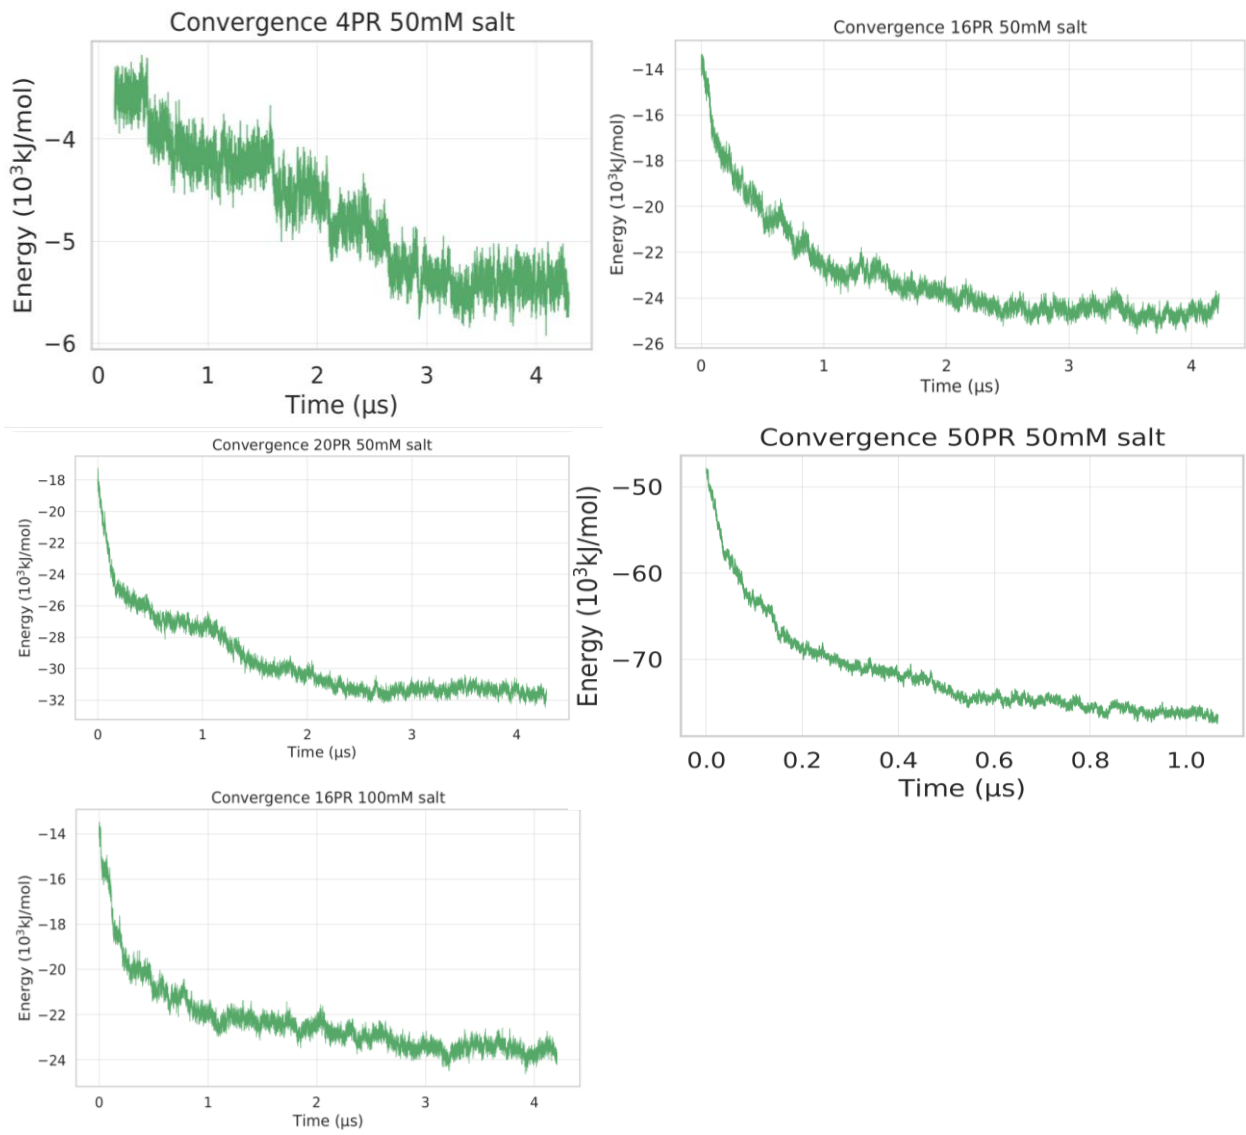 Convergence 4PR 50mM salt
Energy (10³kJ/mol)
−4
−5
−6
0 1 2 3 4
Time (μs)
Convergence 16PR 50mM salt
Energy (10³kJ/mol)
−14
−16
−18
−20
−22
−24
−26
0 1 2 3 4
Time (μs)
Convergence 20PR 50mM salt
Energy (10³kJ/mol)
−18
−20
−22
−24
−26
−28
−30
−32
0 1 2 3 4
Time (μs)
Convergence 50PR 50mM salt
Energy (10³kJ/mol)
−50
−60
−70
0.0 0.2 0.4 0.6 0.8 1.0
Time (μs)
Convergence 16PR 100mM salt
Energy (10³kJ/mol)
−14
−16
−18
−20
−22
−24
0 1 2 3 4
Time (μs)